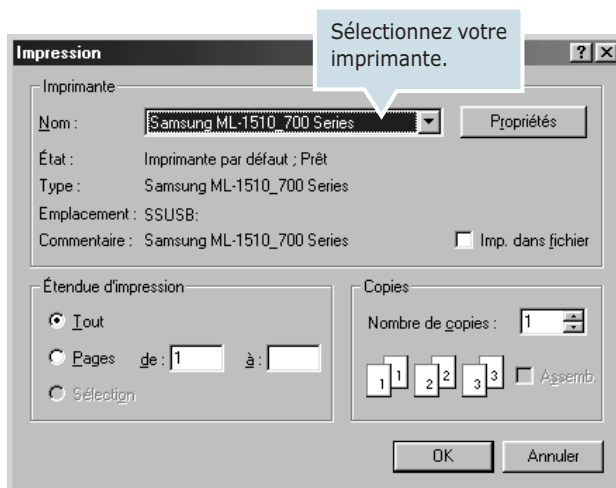 Sélectionnez votre
imprimante.
Impression
Imprimante
Nom : Samsung ML-1510_700 Series Propriétés
État : Imprimante par défaut ; Prêt
Type : Samsung ML-1510_700 Series
Emplacement : SSUSB:
Commentaire : Samsung ML-1510_700 Series Imp. dans fichier
Étendue d'impression
Tout
Pages de : 1 à :
Sélection
Copies
Nombre de copies : 1
1 1 2 2 3 3 Assemb
OK Annuler